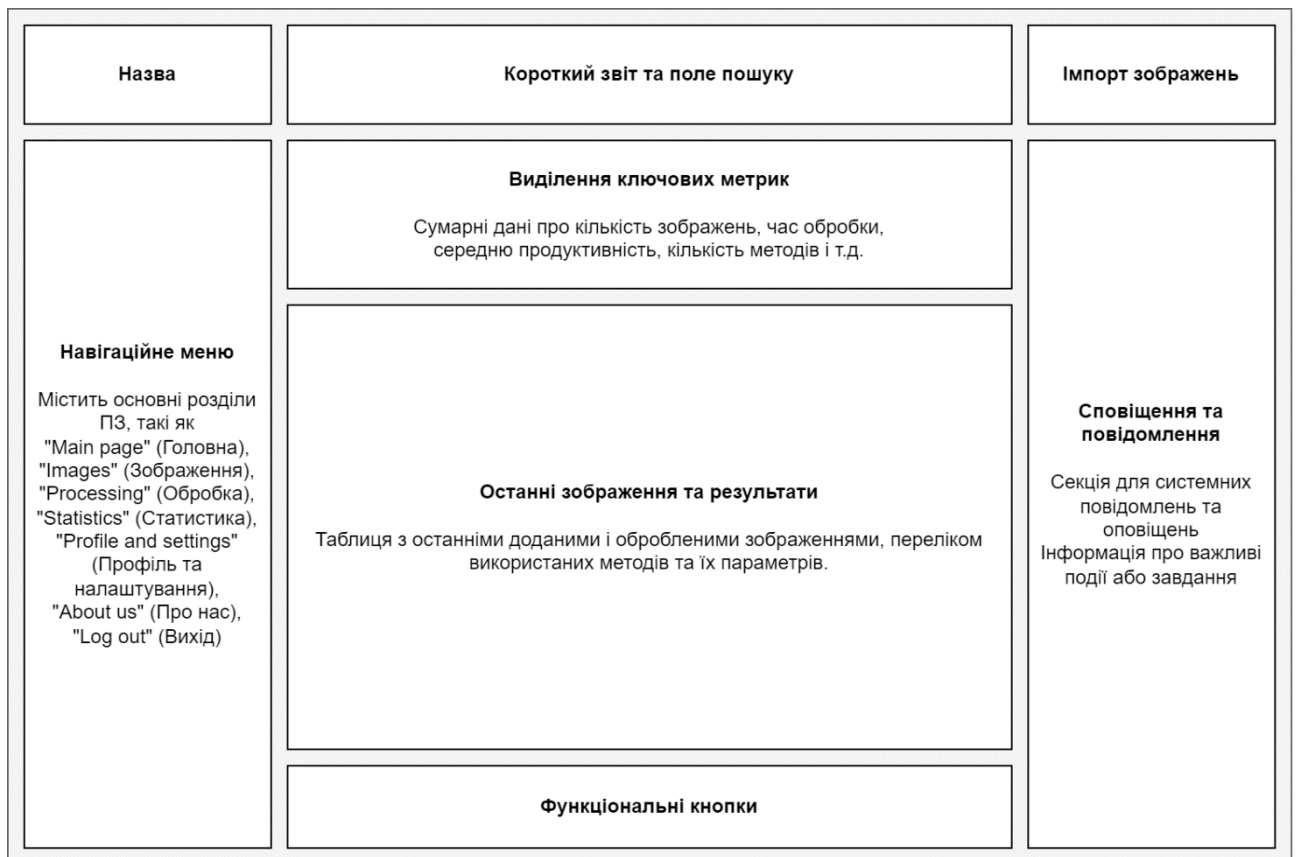 Назва
Короткий звіт та поле пошуку
Імпорт зображень
Навігаційне меню
Містить основні розділи
ПЗ, такі як
"Main page" (Головна),
"Images" (Зображення),
"Processing" (Обробка),
"Statistics" (Статистика),
"Profile and settings"
(Профіль та
налаштування),
"About us" (Про нас),
"Log out" (Вихід)
Виділення ключових метрик
Сумарні дані про кількість зображень, час обробки,
середню продуктивність, кількість методів і т.д.
Останні зображення та результати
Таблиця з останніми доданими і обробленими зображеннями, переліком
використаних методів та їх параметрів.
Функціональні кнопки
Сповіщення та
повідомлення
Секція для системних
повідомлень та
оповіщень
Інформація про важливі
події або завдання